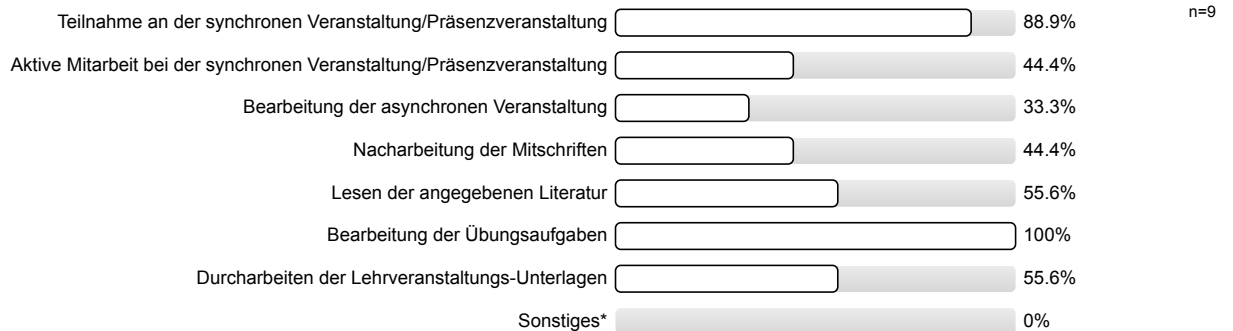 Teilnahme an der synchronen Veranstaltung/Präsenzveranstaltung 88.9% n=9
Aktive Mitarbeit bei der synchronen Veranstaltung/Präsenzveranstaltung 44.4%
Bearbeitung der asynchronen Veranstaltung 33.3%
Nacharbeitung der Mitschriften 44.4%
Lesen der angegebenen Literatur 55.6%
Bearbeitung der Übungsaufgaben 100%
Durcharbeiten der Lehrveranstaltungs-Unterlagen 55.6%
Sonstiges* 0%